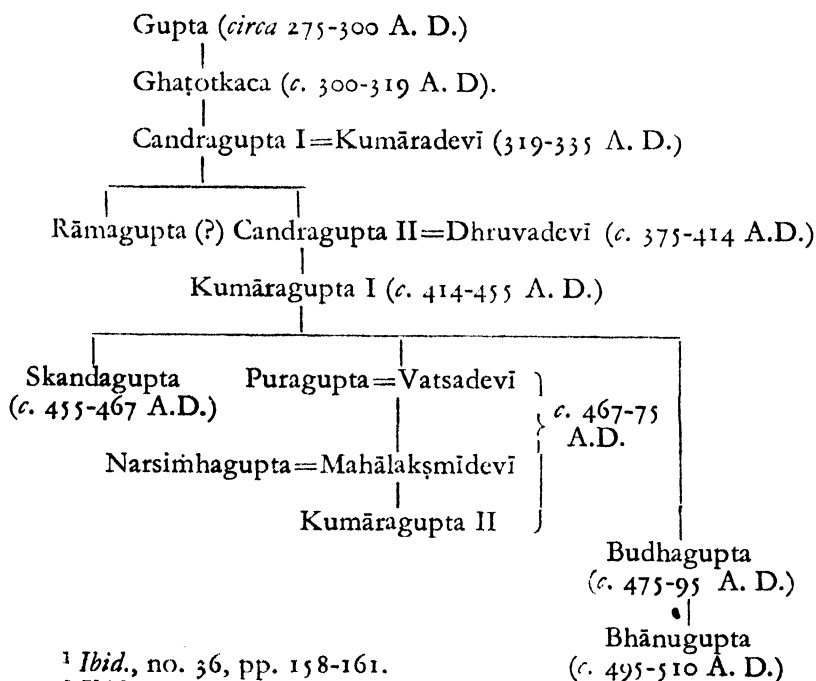 Gupta (circa 275-300 A. D.)
Ghaṭotkaca (c. 300-319 A. D).
Candragupta I=Kumāradevī (319-335 A. D.)
Rāmagupta (?) Candragupta II=Dhruvadevī (c. 375-414 A.D.)
Kumāragupta I (c. 414-455 A. D.)
Skandagupta Puragupta=Vatsadevī
(c. 455-467 A.D.) c. 467-75
A.D.
Narsiṁhagupta=Mahālakṣmīdevī
Kumāragupta II
Budhagupta
(c. 475-95 A. D.)
Bhānugupta
(c. 495-510 A. D.)
¹ Ibid., no. 36, pp. 158-161.